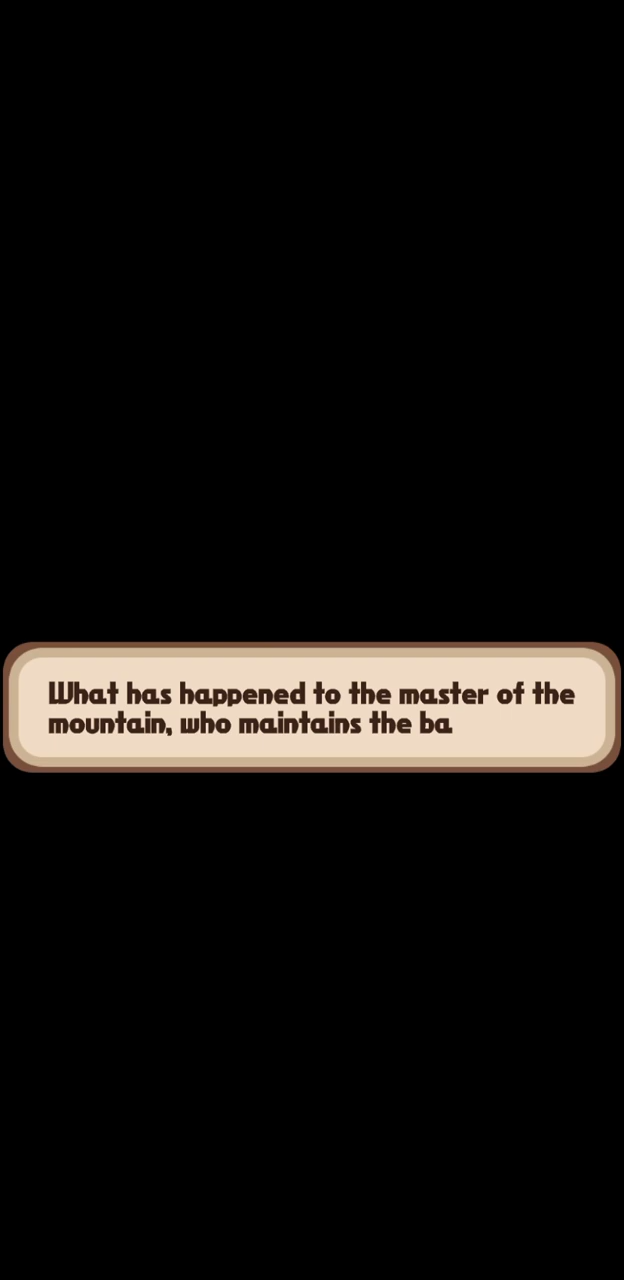 What has happened to the master of the
mountain, who maintains the ba